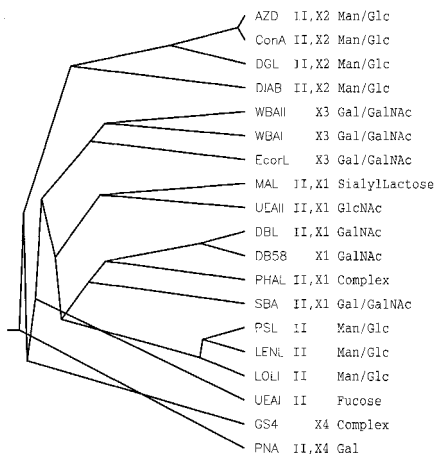 AZD II,X2 Man/Glc
ConA II,X2 Man/Glc
DGL II,X2 Man/Glc
DIAB II,X2 Man/Glc
WBAII X3 Gal/GalNAc
WBAI X3 Gal/GalNAc
EcorL X3 Gal/GalNAc
MAL II,X1 SialylLactose
UEAII II,X1 GlcNAc
DBL II,X1 GalNAc
DB58 X1 GalNAc
PHAL II,X1 Complex
SBA II,X1 Gal/GalNAc
PSL II Man/Glc
LENL II Man/Glc
LOLI II Man/Glc
UEAI II Fucose
GS4 X4 Complex
PNA II,X4 Gal